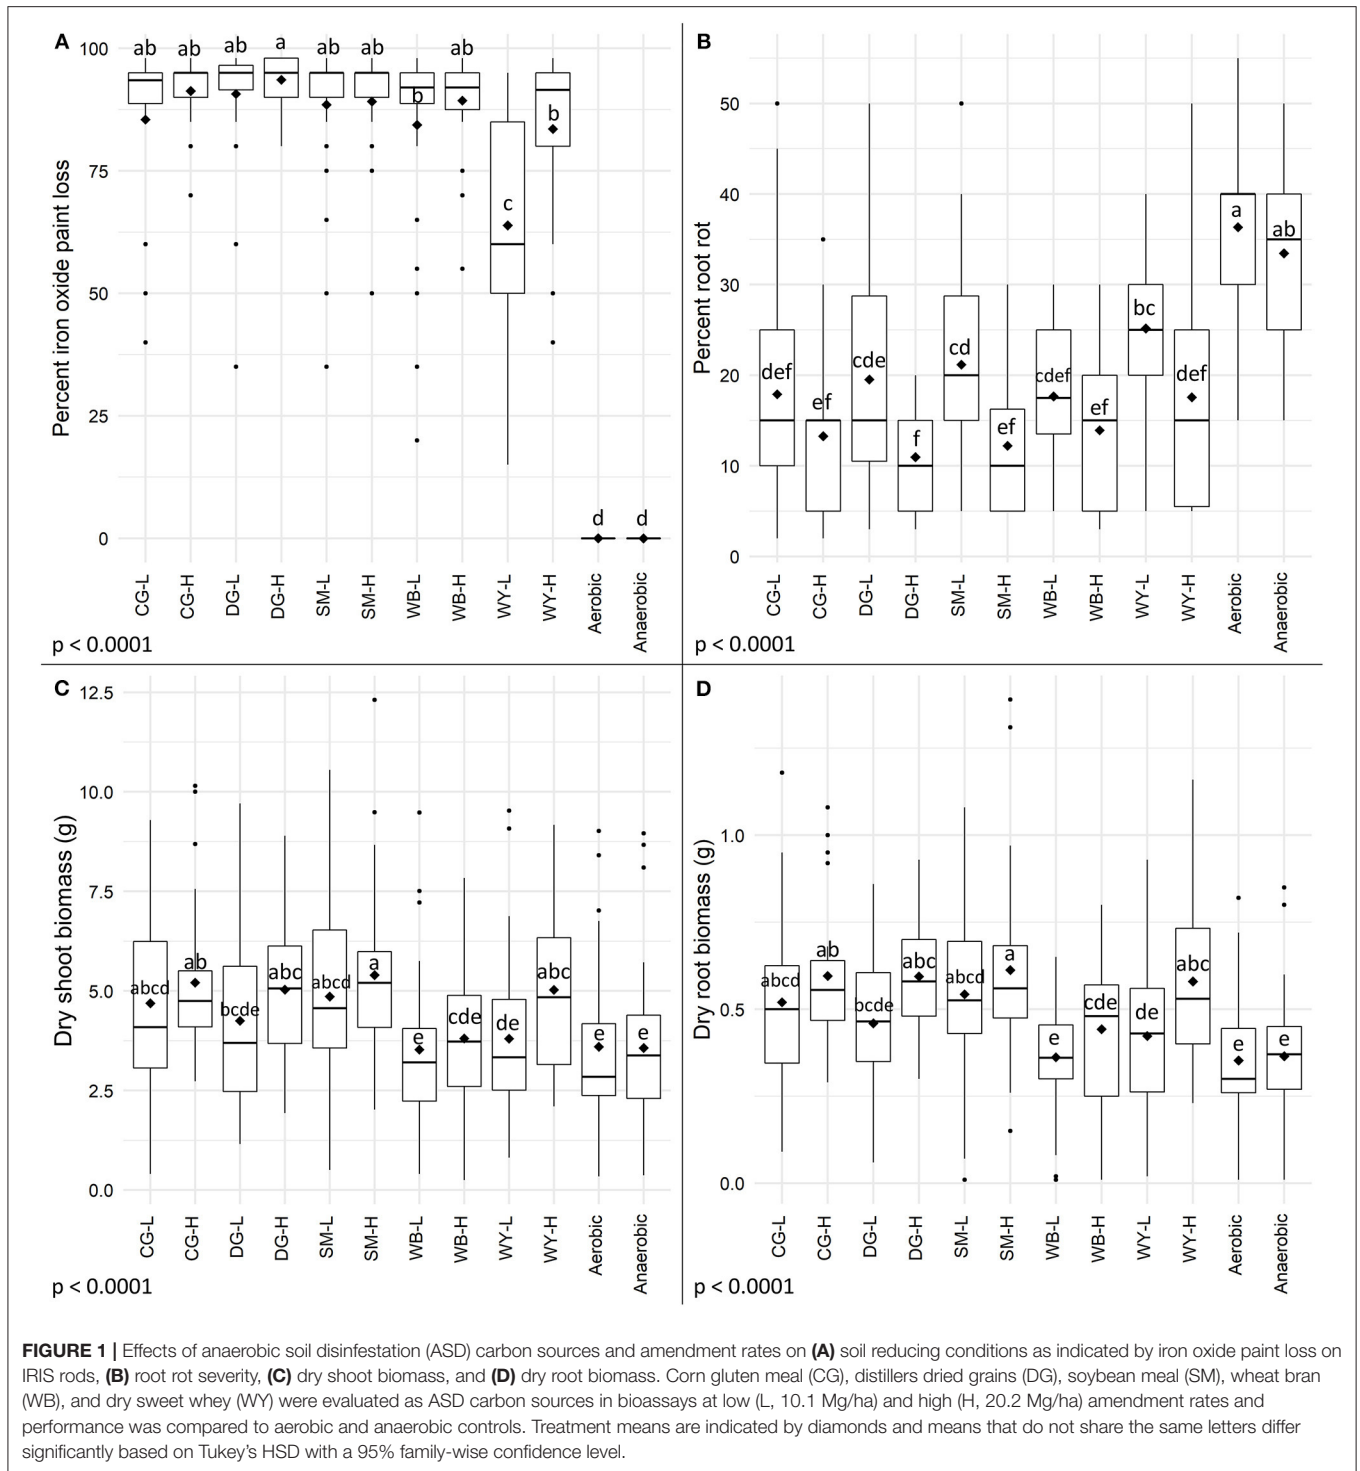 A
100
75
50
25
0
Percent iron oxide paint loss
ab ab ab a ab ab b ab c b d d
CG-L CG-H DG-L DG-H SM-L SM-H WB-L WB-H WY-L WY-H Aerobic Anaerobic
p < 0.0001
B
50
40
30
20
10
0
Percent root rot
def ef cde f cd ef cdef ef bc def a ab
CG-L CG-H DG-L DG-H SM-L SM-H WB-L WB-H WY-L WY-H Aerobic Anaerobic
p < 0.0001
C
12.5
10.0
7.5
5.0
2.5
0.0
Dry shoot biomass (g)
abcd ab bcde abc abcd a e cde de abc e e
CG-L CG-H DG-L DG-H SM-L SM-H WB-L WB-H WY-L WY-H Aerobic Anaerobic
p < 0.0001
D
1.0
0.5
0.0
Dry root biomass (g)
abcd ab bcde abc abcd a e cde de abc e e
CG-L CG-H DG-L DG-H SM-L SM-H WB-L WB-H WY-L WY-H Aerobic Anaerobic
p < 0.0001
FIGURE 1 | Effects of anaerobic soil disinfestation (ASD) carbon sources and amendment rates on (A) soil reducing conditions as indicated by iron oxide paint loss on
IRIS rods, (B) root rot severity, (C) dry shoot biomass, and (D) dry root biomass. Corn gluten meal (CG), distillers dried grains (DG), soybean meal (SM), wheat bran
(WB), and dry sweet whey (WY) were evaluated as ASD carbon sources in bioassays at low (L, 10.1 Mg/ha) and high (H, 20.2 Mg/ha) amendment rates and
performance was compared to aerobic and anaerobic controls. Treatment means are indicated by diamonds and means that do not share the same letters differ
significantly based on Tukey's HSD with a 95% family-wise confidence level.